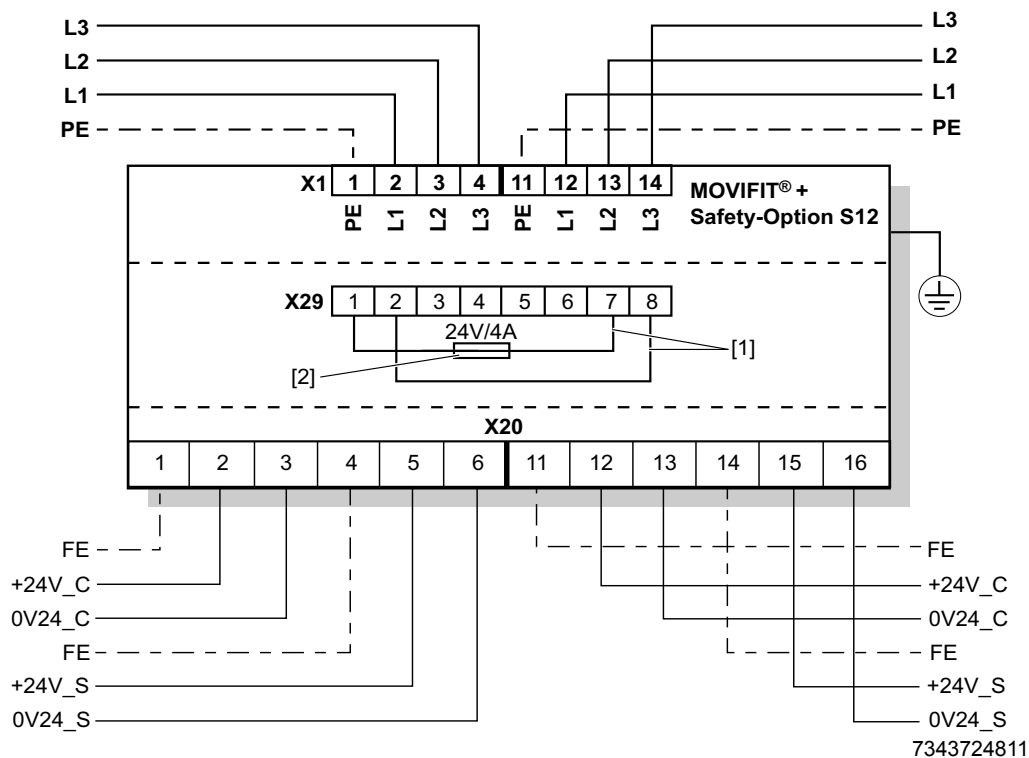 L3
L3
L2
L2
L1
L1
PE
PE
X1 1 2 3 4 11 12 13 14
PE L1 L2 L3 PE L1 L2 L3
MOVIFIT® +
Safety-Option S12
X29 1 2 3 4 5 6 7 8
24V/4A
[1]
[2]
X20
1 2 3 4 5 6 11 12 13 14 15 16
FE
FE
+24V_C
+24V_C
0V24_C
0V24_C
FE
FE
+24V_S
+24V_S
0V24_S
0V24_S
7343724811